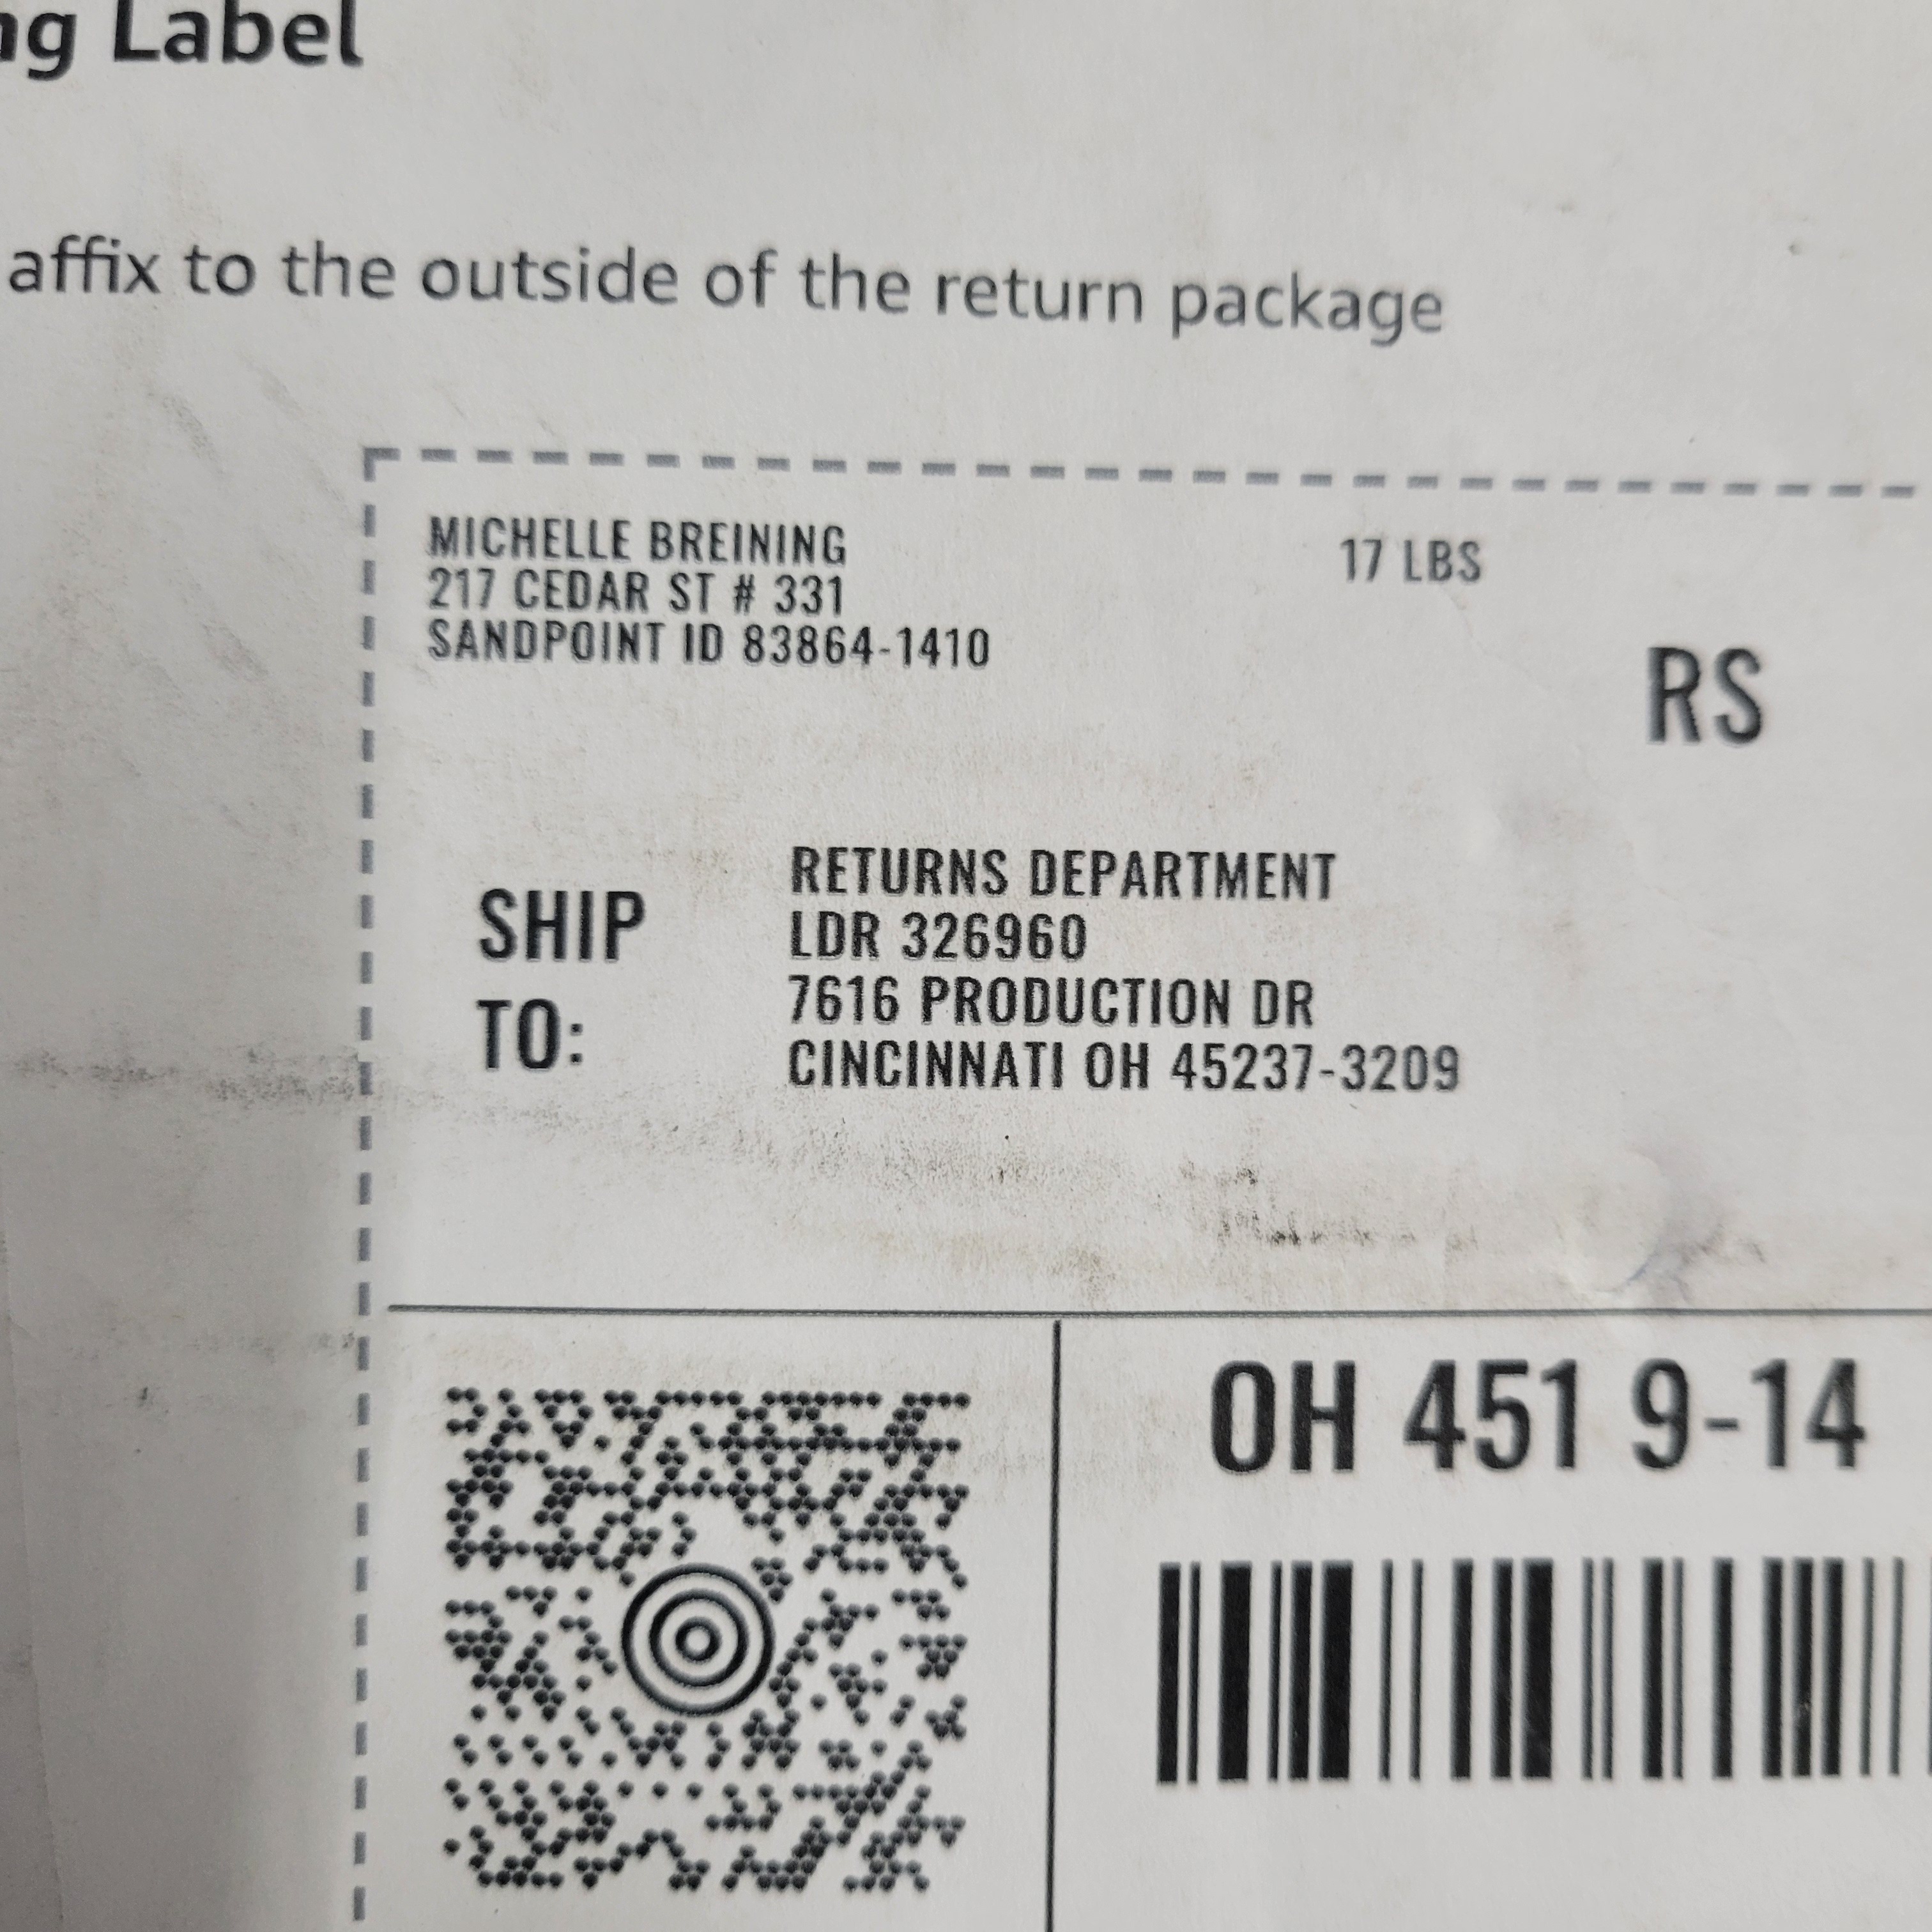 ng Label
affix to the outside of the return package
MICHELLE BREINING
217 CEDAR ST # 331
SANDPOINT ID 83864-1410
17 LBS
RS
SHIP
TO:
RETURNS DEPARTMENT
LDR 326960
7616 PRODUCTION DR
CINCINNATI OH 45237-3209
OH 451 9-14